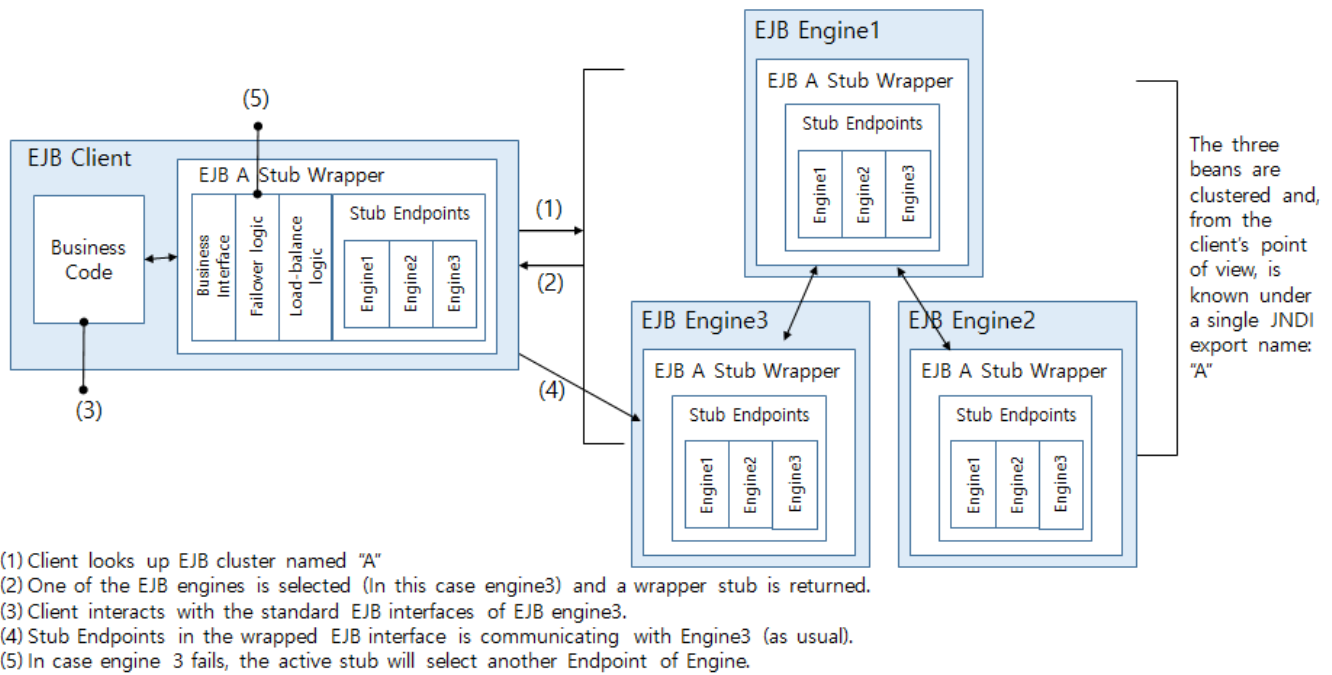 EJB Engine1
EJB A Stub Wrapper
Stub Endpoints
Engine1
Engine2
Engine3
(5)
EJB Client
EJB A Stub Wrapper
Business
Code
Business
Interface
Failover logic
Load-balance
logic
Stub Endpoints
Engine1
Engine2
Engine3
(1)
(2)
(3)
(4)
EJB Engine3
EJB A Stub Wrapper
Stub Endpoints
Engine1
Engine2
Engine3
EJB Engine2
EJB A Stub Wrapper
Stub Endpoints
Engine1
Engine2
Engine3
The three
beans are
clustered and,
from the
client's point
of view, is
known under
a single JNDI
export name:
“A”
(1) Client looks up EJB cluster named “A”
(2) One of the EJB engines is selected (In this case engine3) and a wrapper stub is returned.
(3) Client interacts with the standard EJB interfaces of EJB engine3.
(4) Stub Endpoints in the wrapped EJB interface is communicating with Engine3 (as usual).
(5) In case engine 3 fails, the active stub will select another Endpoint of Engine.